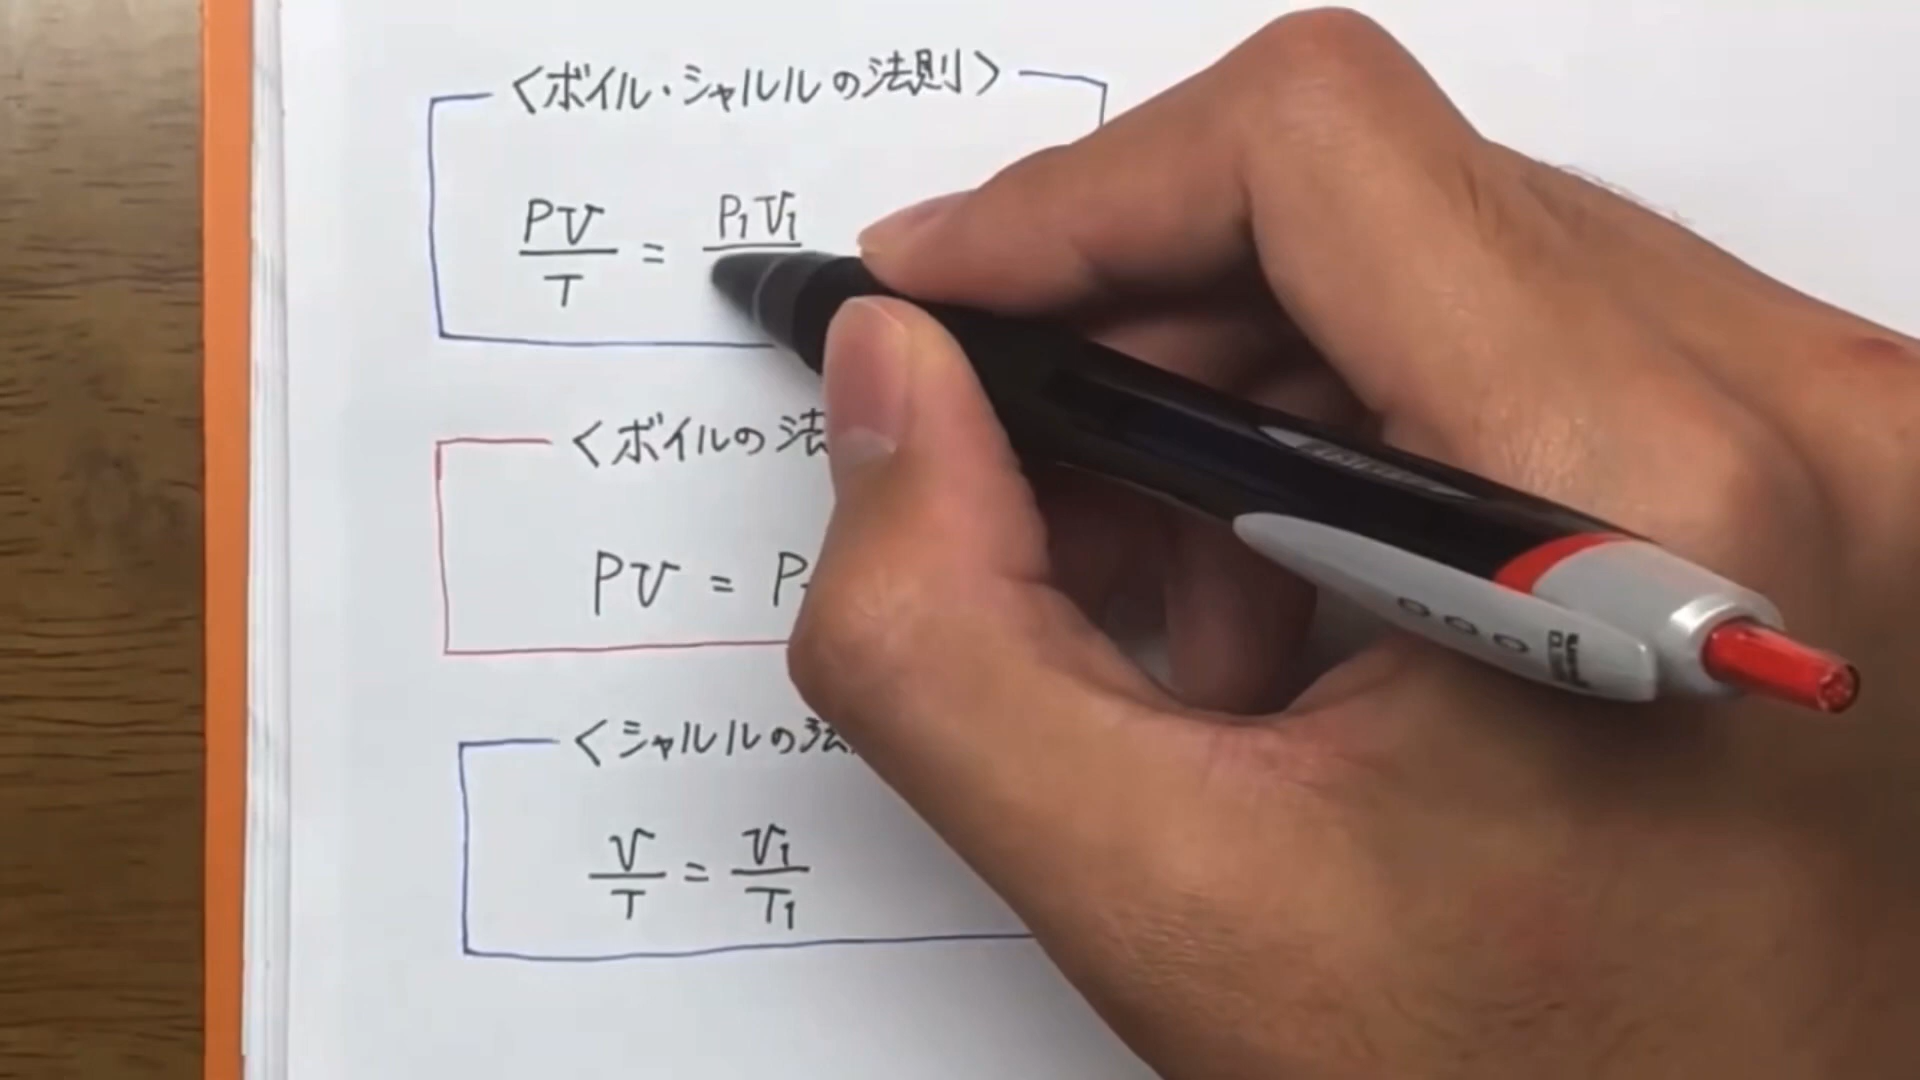 <ボイル・シャルルの法則>
PV/T = P₁V₁
<ボイルの法
PV = P
<シャルルの法
V/T = V₁/T₁